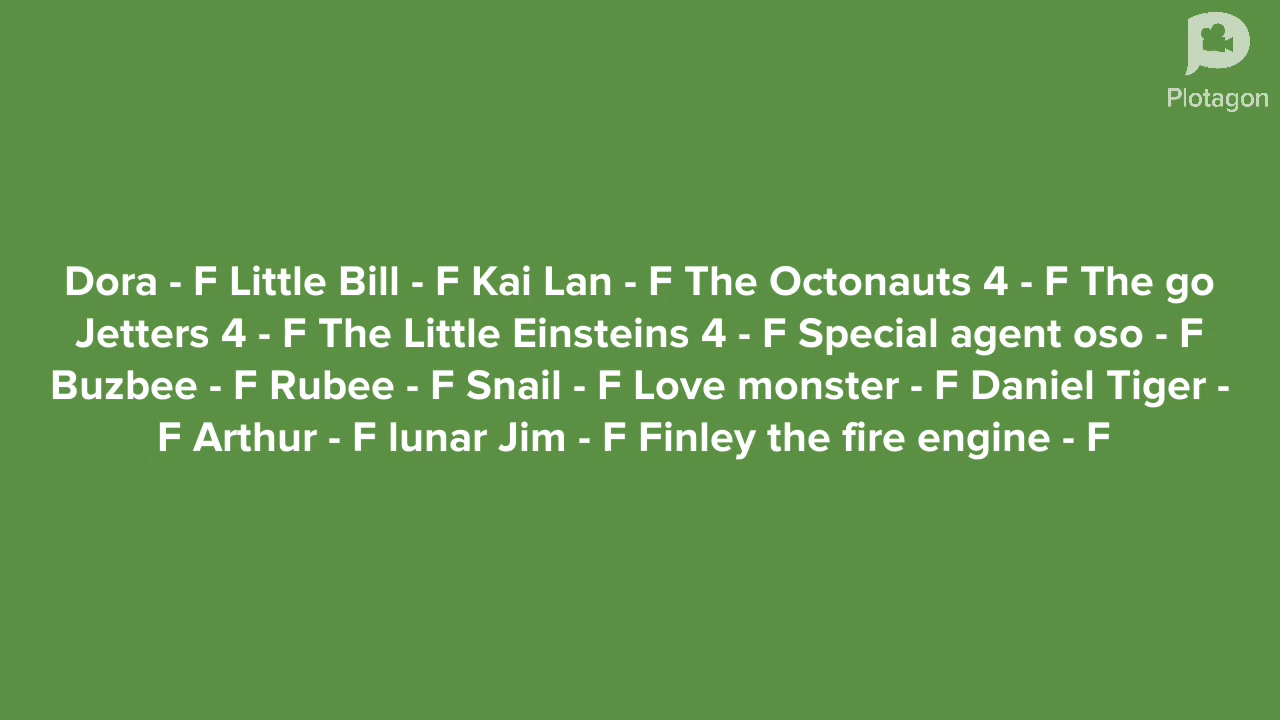 Plotagon
Dora - F Little Bill - F Kai Lan - F The Octonauts 4 - F The go
Jetters 4 - F The Little Einsteins 4 - F Special agent oso - F
Buzbee - F Rubee - F Snail - F Love monster - F Daniel Tiger -
F Arthur - F lunar Jim - F Finley the fire engine - F